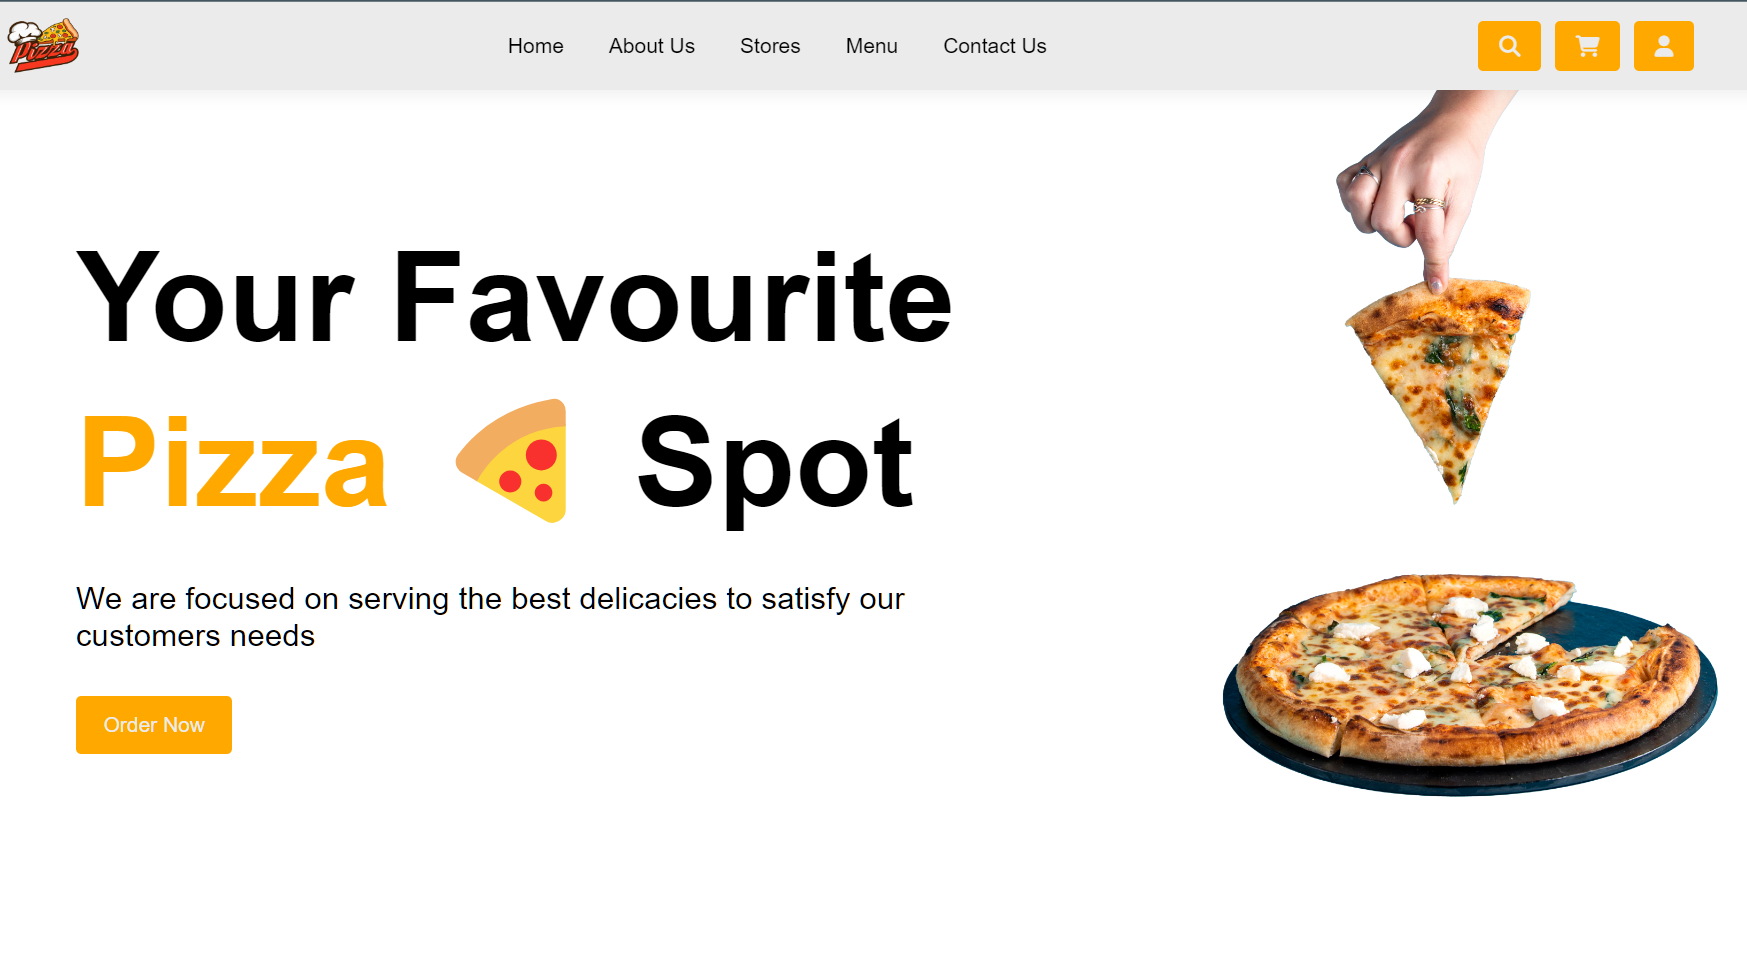 Pizza
Home About Us Stores Menu Contact Us
Your Favourite
Pizza Spot
We are focused on serving the best delicacies to satisfy our
customers needs
Order Now